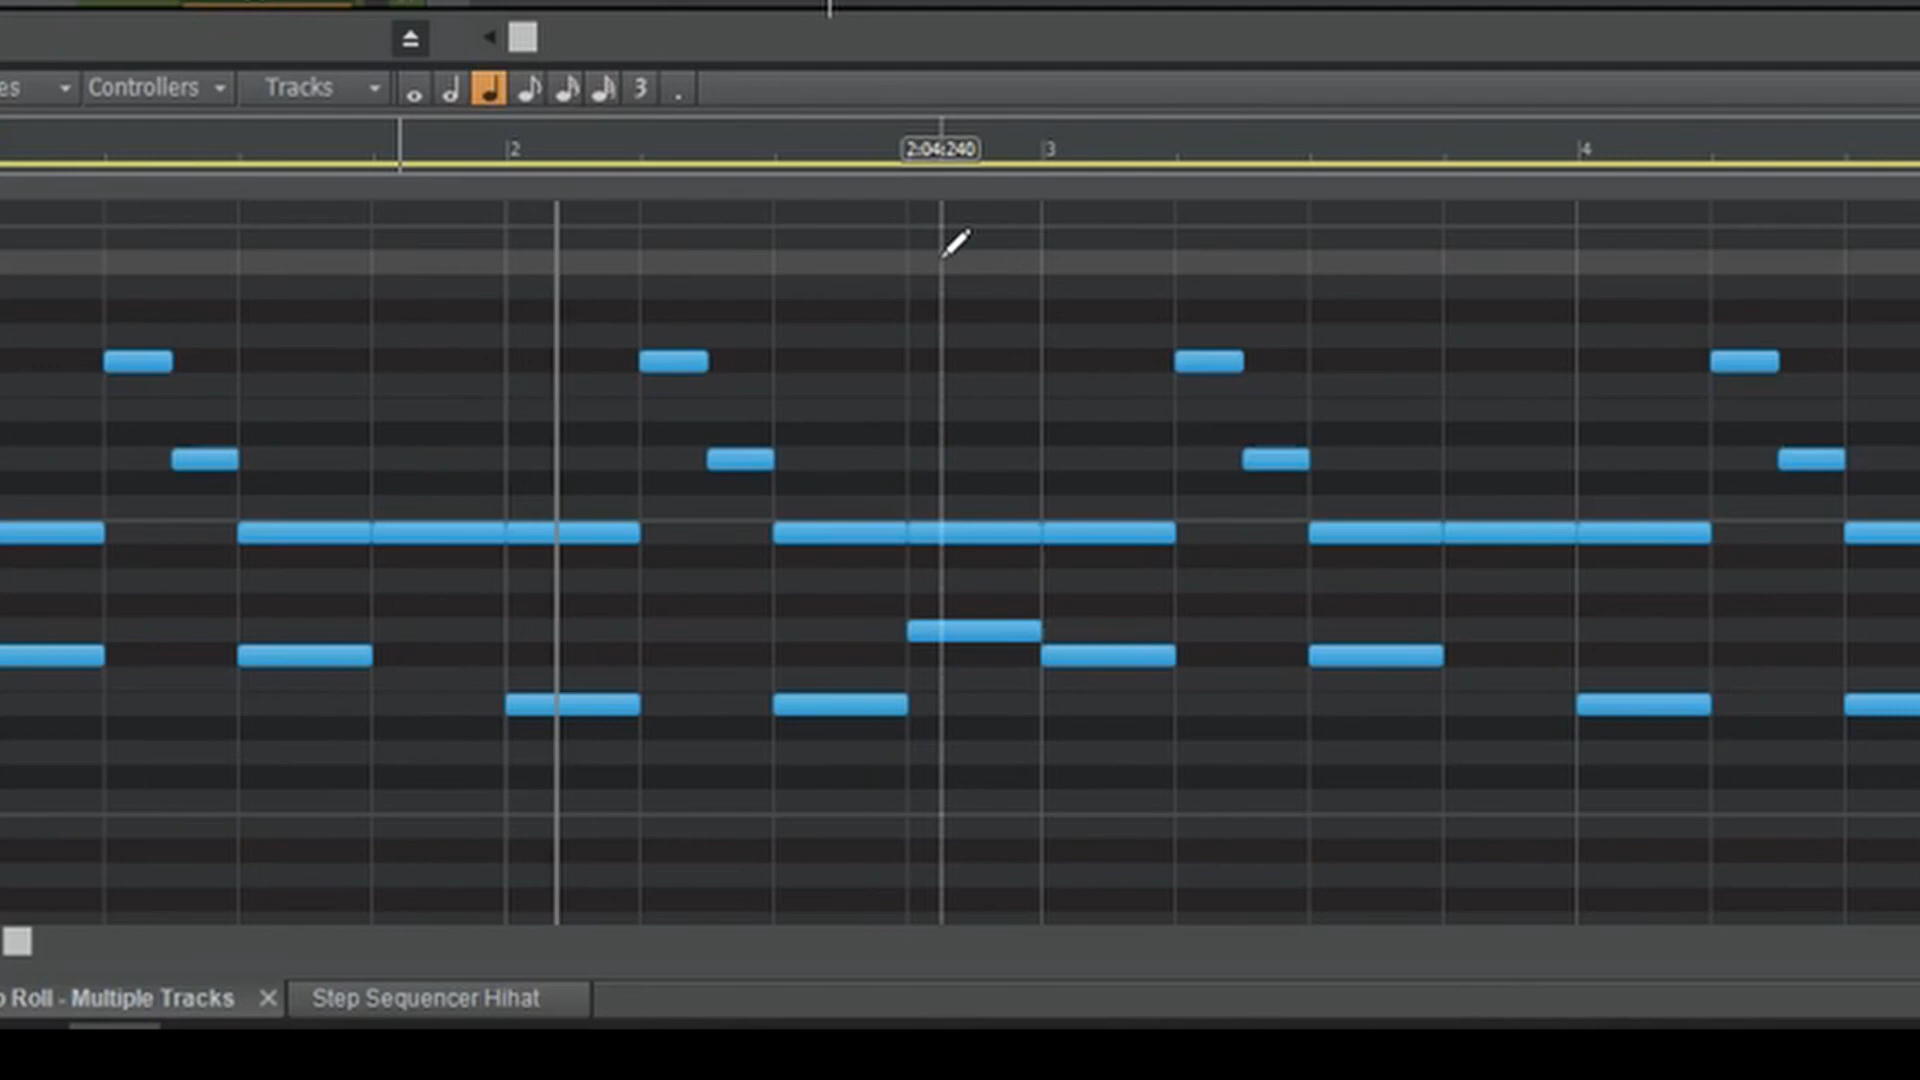 es Controllers Tracks 3 .
2 2:04:240 3 4
o Roll - Multiple Tracks Step Sequencer Hihat